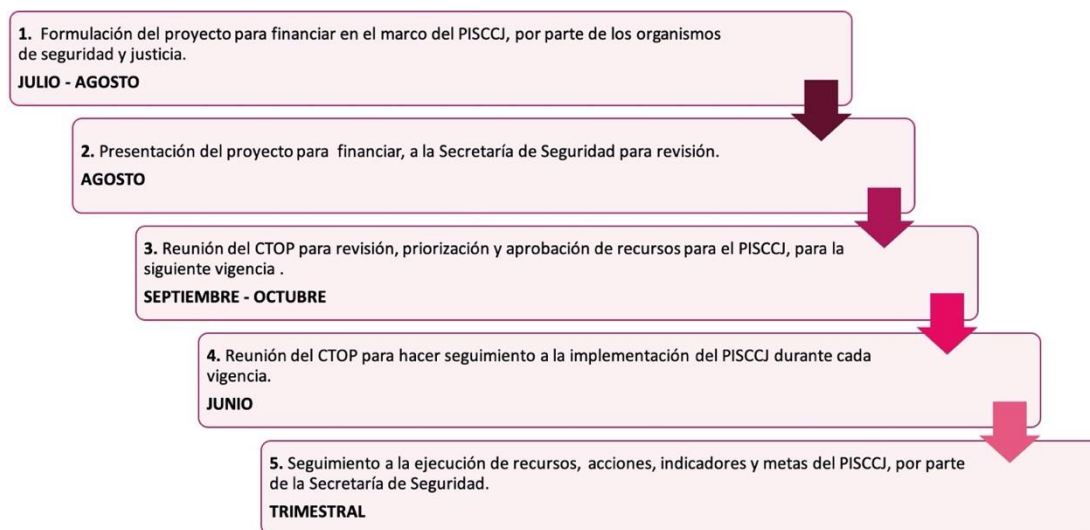 1. Formulación del proyecto para financiar en el marco del PISCCJ, por parte de los organismos
de seguridad y justicia.
JULIO - AGOSTO
2. Presentación del proyecto para financiar, a la Secretaría de Seguridad para revisión.
AGOSTO
3. Reunión del CTOP para revisión, priorización y aprobación de recursos para el PISCCJ, para la
siguiente vigencia .
SEPTIEMBRE - OCTUBRE
4. Reunión del CTOP para hacer seguimiento a la implementación del PISCCJ durante cada
vigencia.
JUNIO
5. Seguimiento a la ejecución de recursos, acciones, indicadores y metas del PISCCJ, por parte
de la Secretaría de Seguridad.
TRIMESTRAL